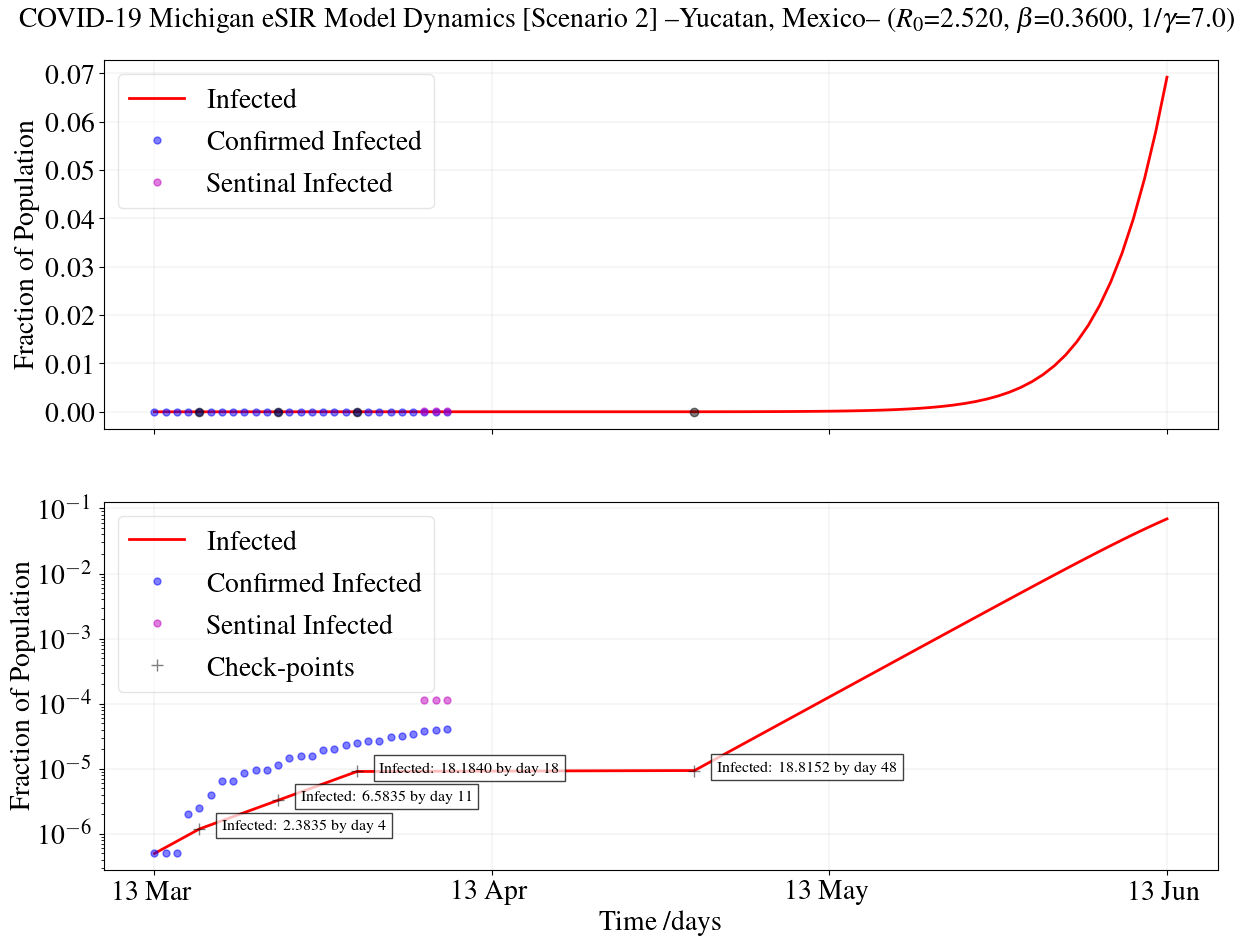 COVID-19 Michigan eSIR Model Dynamics [Scenario 2] –Yucatan, Mexico– (R₀=2.520, β=0.3600, 1/γ=7.0)
Fraction of Population
0.07
0.06
0.05
0.04
0.03
0.02
0.01
0.00
Infected
Confirmed Infected
Sentinal Infected
Fraction of Population
10⁻¹
10⁻²
10⁻³
10⁻⁴
10⁻⁵
10⁻⁶
Infected
Confirmed Infected
Sentinal Infected
Check-points
Infected: 18.1840 by day 18
Infected: 18.8152 by day 48
Infected: 6.5835 by day 11
Infected: 2.3835 by day 4
13 Mar
13 Apr
13 May
13 Jun
Time /days